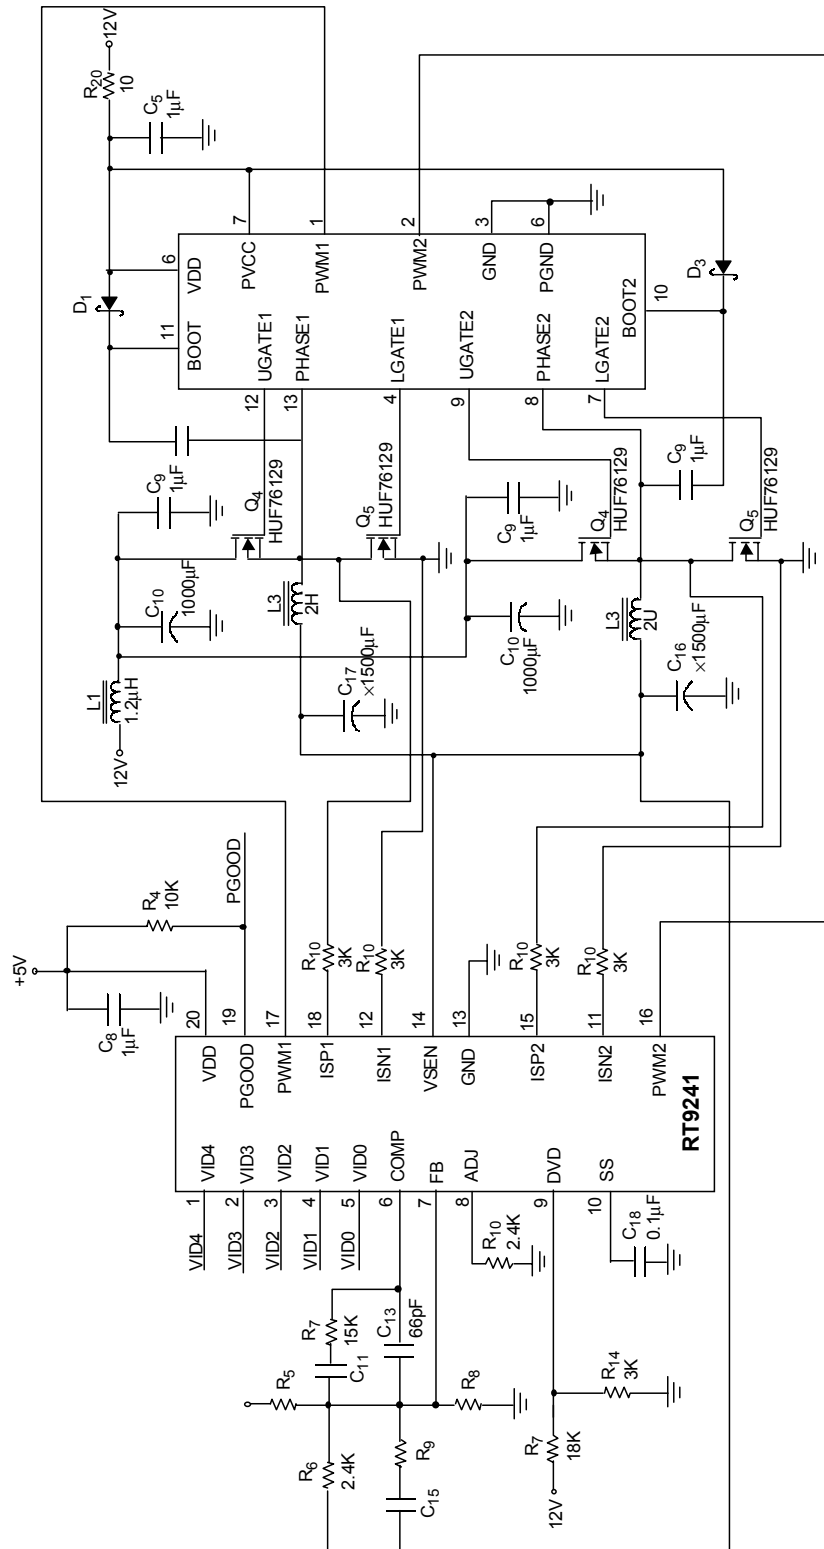 +5V
C8
1µF
R4
10K
PGOOD
20
19
17
18
12
14
13
15
11
16
VDD
PGOOD
PWM1
ISP1
ISN1
VSEN
GND
ISP2
ISN2
PWM2
RT9241
VID4
VID3
VID2
VID1
VID0
COMP
FB
ADJ
DVD
SS
1
2
3
4
5
6
7
8
9
10
VID4
VID3
VID2
VID1
VID0
R10
3K
R10
3K
R10
3K
R10
3K
R10
2.4K
C18
0.1µF
R7
15K
C13
66pF
C11
R5
R8
R6
2.4K
R9
C15
R7
18K
12V
R14
3K
12V
L1
1.2µH
C10
1000µF
C9
1µF
Q4
HUF76129
L3
2H
Q5
HUF76129
C17
×1500µF
C10
1000µF
C9
1µF
Q4
HUF76129
L3
2U
C9
1µF
Q5
HUF76129
C16
×1500µF
12V
R20
10
C5
1µF
D1
D3
6
7
1
2
3
6
VDD
PVCC
PWM1
PWM2
GND
PGND
BOOT
UGATE1
PHASE1
LGATE1
UGATE2
PHASE2
LGATE2
BOOT2
11
12
13
4
9
8
7
10